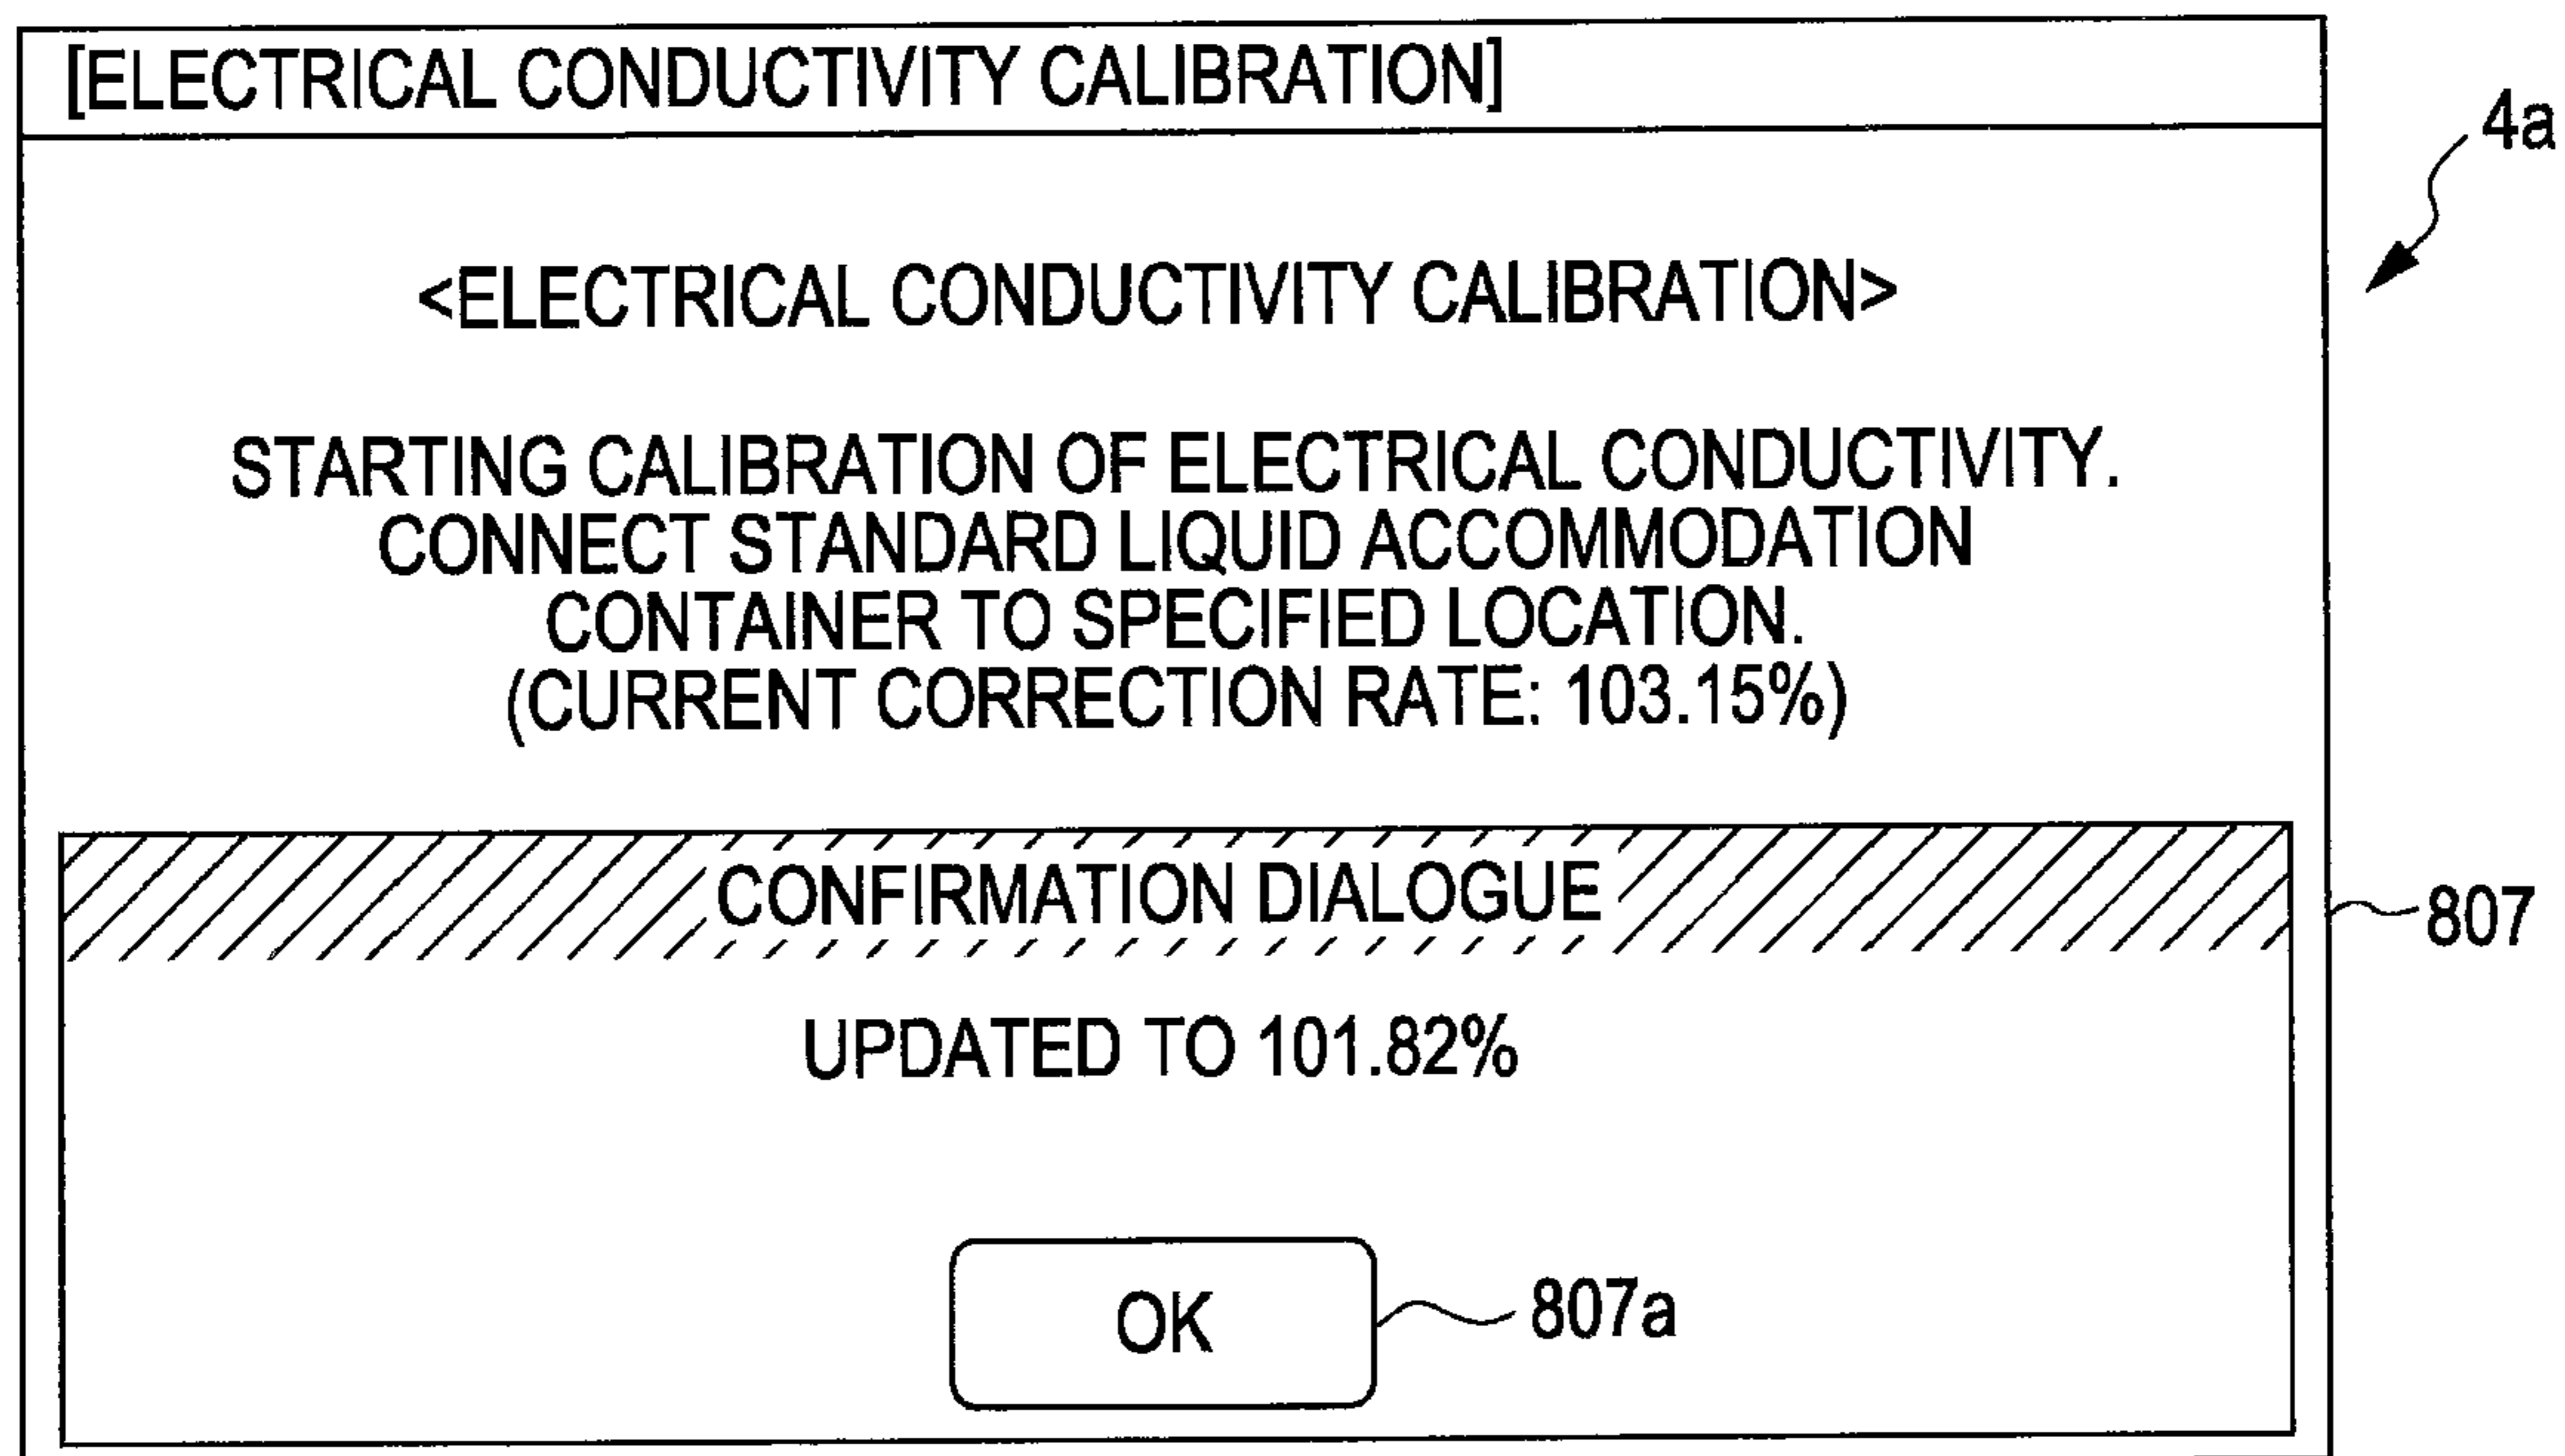 [ELECTRICAL CONDUCTIVITY CALIBRATION]
4a
<ELECTRICAL CONDUCTIVITY CALIBRATION>
STARTING CALIBRATION OF ELECTRICAL CONDUCTIVITY.
CONNECT STANDARD LIQUID ACCOMMODATION
CONTAINER TO SPECIFIED LOCATION.
(CURRENT CORRECTION RATE: 103.15%)
CONFIRMATION DIALOGUE
807
UPDATED TO 101.82%
OK
807a